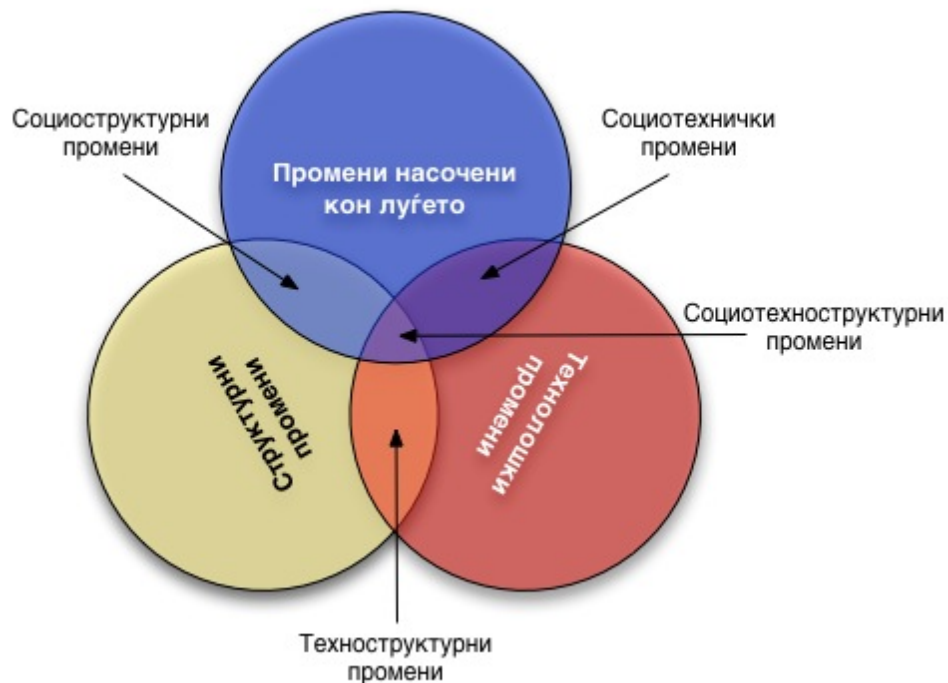 Социоструктурни
промени
Социотехнички
промени
Промени насочени
кон луѓето
Социотехноструктурни
промени
Структурни
промени
Технолошки
промени
Техноструктурни
промени